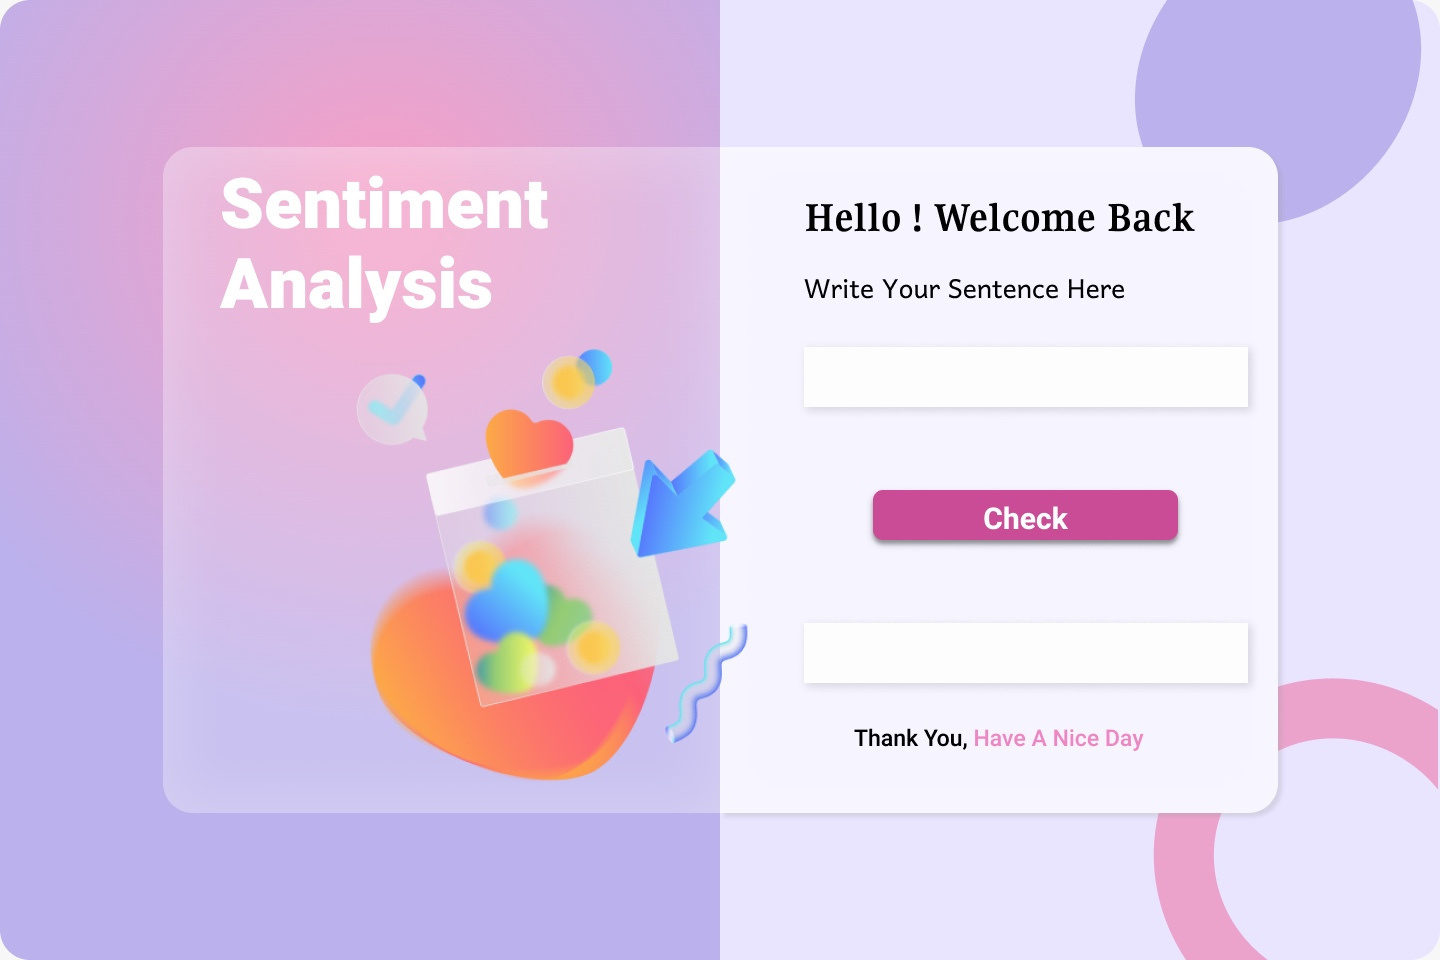 Sentiment
Analysis
Hello ! Welcome Back
Write Your Sentence Here
Check
Thank You, Have A Nice Day